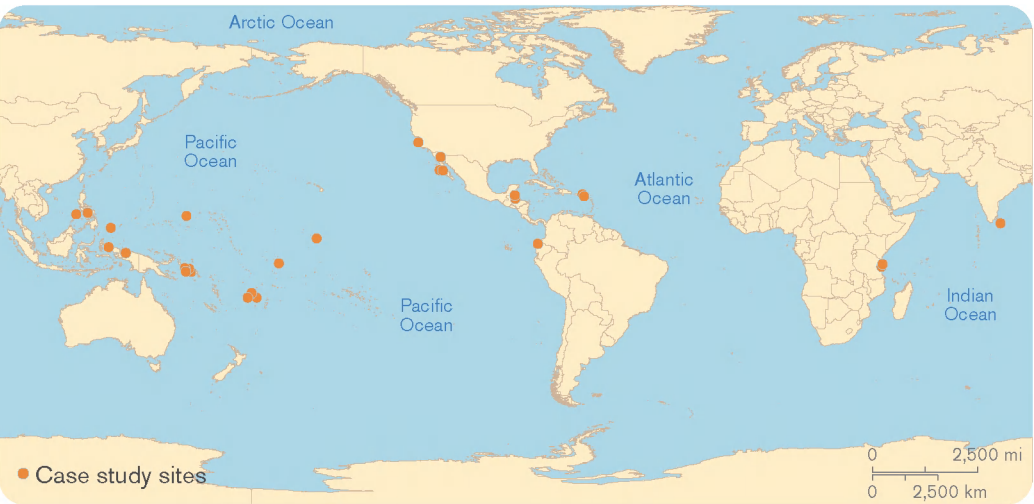 Arctic Ocean
Pacific
Ocean
Atlantic
Ocean
Pacific
Ocean
Indian
Ocean
Case study sites
0 2,500 mi
0 2,500 km